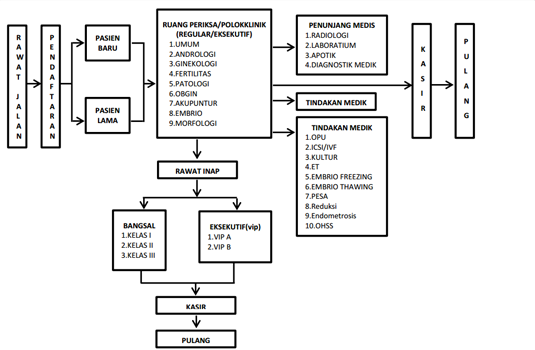 RAWAT JALAN
PENDAFTARAN
PASIEN
BARU
PASIEN
LAMA
RUANG PERIKSA/POLOKKLINIK
(REGULAR/EKSEKUTIF)
1.UMUM
2.ANDROLOGI
3.GINEKOLOGI
4.FERTILITAS
5.PATOLOGI
6.OBGIN
7.AKUPUNTUR
8.EMBRIO
9.MORFOLOGI
PENUNJANG MEDIS
1.RADIOLOGI
2.LABORATIUM
3.APOTIK
4.DIAGNOSTIK MEDIK
TINDAKAN MEDIK
TINDAKAN MEDIK
1.OPU
2.ICSI/IVF
3.KULTUR
4.ET
5.EMBRIO FREEZING
6.EMBRIO THAWING
7.PESA
8.Reduksi
9.Endometrosis
10.OHSS
KASIR
PULANG
RAWAT INAP
BANGSAL
1.KELAS I
2.KELAS II
3.KELAS III
EKSEKUTIF(vip)
1.VIP A
2.VIP B
KASIR
PULANG